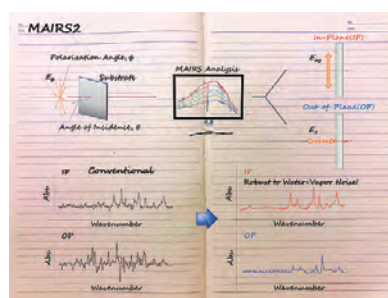 MAIRS2
In-Plane(IP)
Polarization Angle, φ
Substrate
MAIRS Analysis
Out-of-Plane(OP)
Angle of Incidence, θ
IP
Conventional
Abs
Wavenumber
OP
Abs
Wavenumber
IP
Robust to Water-Vapor Noise!
Abs
Wavenumber
OP
Abs
Wavenumber